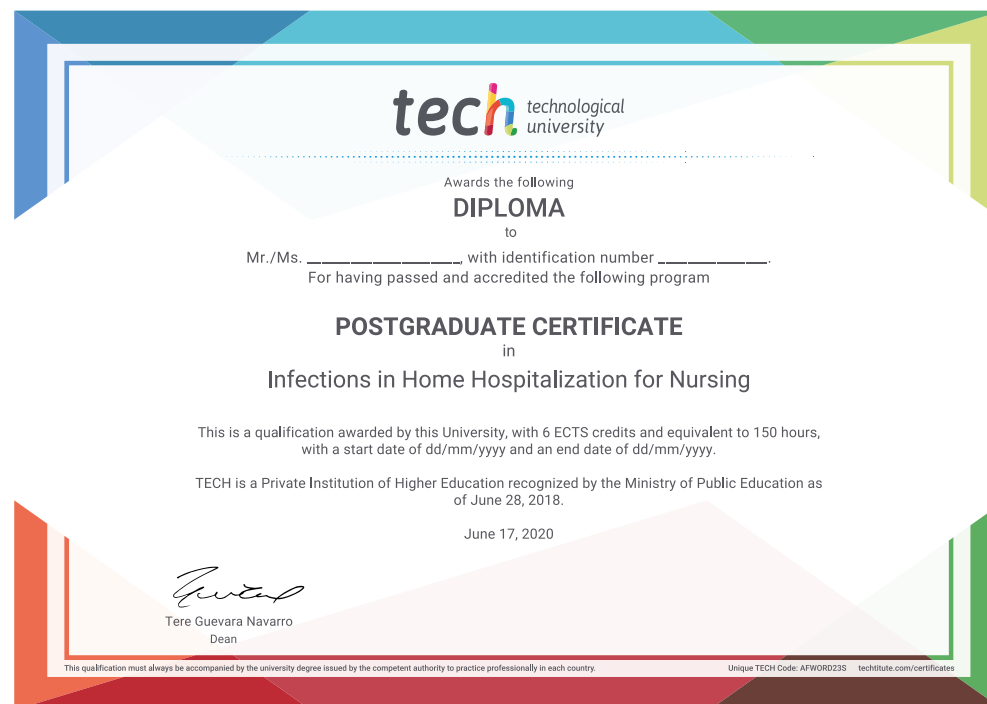 tech technological
university
Awards the following
DIPLOMA
to
Mr./Ms. ____________________, with identification number ______________.
For having passed and accredited the following program
POSTGRADUATE CERTIFICATE
in
Infections in Home Hospitalization for Nursing
This is a qualification awarded by this University, with 6 ECTS credits and equivalent to 150 hours,
with a start date of dd/mm/yyyy and an end date of dd/mm/yyyy.
TECH is a Private Institution of Higher Education recognized by the Ministry of Public Education as
of June 28, 2018.
June 17, 2020
Tere Guevara Navarro
Dean
This qualification must always be accompanied by the university degree issued by the competent authority to practice professionally in each country.
Unique TECH Code: AFWORD23S techtitute.com/certificates